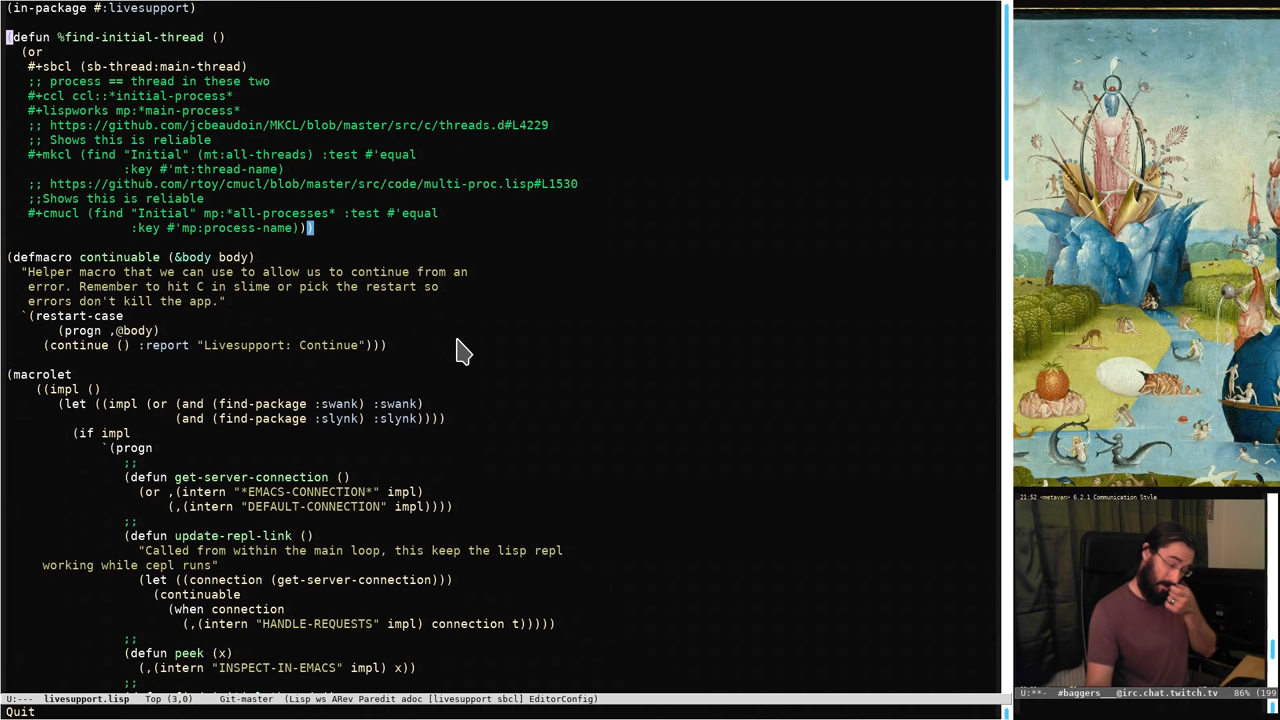 (in-package #:livesupport)
(defun %find-initial-thread ()
(or
#+sbcl (sb-thread:main-thread)
;; process == thread in these two
#+ccl ccl::*initial-process*
#+lispworks mp:*main-process*
;; https://github.com/jcbeaudoin/MKCL/blob/master/src/c/threads.d#L4229
;; Shows this is reliable
#+mkcl (find "Initial" (mt:all-threads) :test #'equal
:key #'mt:thread-name)
;; https://github.com/rtoy/cmucl/blob/master/src/code/multi-proc.lisp#L1530
;;Shows this is reliable
#+cmucl (find "Initial" mp:*all-processes* :test #'equal
:key #'mp:process-name)))
(defmacro continuable (&body body)
"Helper macro that we can use to allow us to continue from an
error. Remember to hit C in slime or pick the restart so
errors don't kill the app."
`(restart-case
(progn ,@body)
(continue () :report "Livesupport: Continue")))
(macrolet
((impl ()
(let ((impl (or (and (find-package :swank) :swank)
(and (find-package :slynk) :slynk))))
(if impl
`(progn
;;
(defun get-server-connection ()
(or ,(intern "*EMACS-CONNECTION*" impl)
(,(intern "DEFAULT-CONNECTION" impl))))
;;
(defun update-repl-link ()
"Called from within the main loop, this keep the lisp repl
working while cepl runs"
(let ((connection (get-server-connection)))
(continuable
(when connection
(,(intern "HANDLE-REQUESTS" impl) connection t)))))
;;
(defun peek (x)
(,(intern "INSPECT-IN-EMACS" impl) x))
;;
U:--- livesupport.lisp Top (3,0) Git-master (Lisp ws ARev Paredit adoc [livesupport sbcl] EditorConfig)
Quit
21:52 <metavan> 6.2.1 Communication Style
U:**- #baggers___@irc.chat.twitch.tv 86% (199